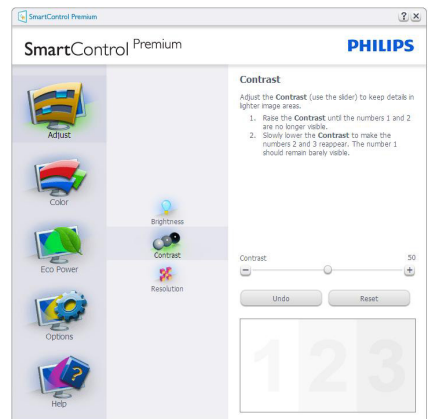 SmartControl Premium
? ×
SmartControl Premium
PHILIPS
Adjust
Color
Eco Power
Options
Help
Brightness
Contrast
Resolution
Contrast
Adjust the Contrast (use the slider) to keep details in
lighter image areas.
1. Raise the Contrast until the numbers 1 and 2
are no longer visible.
2. Slowly lower the Contrast to make the
numbers 2 and 3 reappear. The number 1
should remain barely visible.
Contrast 50
Undo Reset
1 2 3